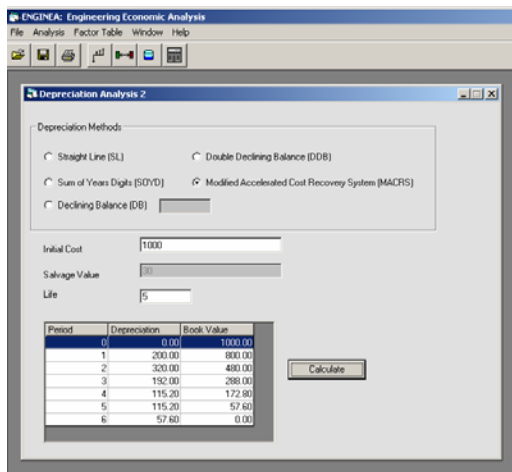 ENGINEA: Engineering Economic Analysis
File Analysis Factor Table Window Help
Depreciation Analysis 2
Depreciation Methods
Straight Line (SL) Double Declining Balance (DDB)
Sum of Years Digits (SOYD) Modified Accelerated Cost Recovery System (MACRS)
Declining Balance (DB)
Initial Cost 1000
Salvage Value 30
Life 5
Period Depreciation Book Value
0 0.00 1000.00
1 200.00 800.00
2 320.00 480.00
3 192.00 288.00
4 115.20 172.80
5 115.20 57.60
6 57.60 0.00
Calculate